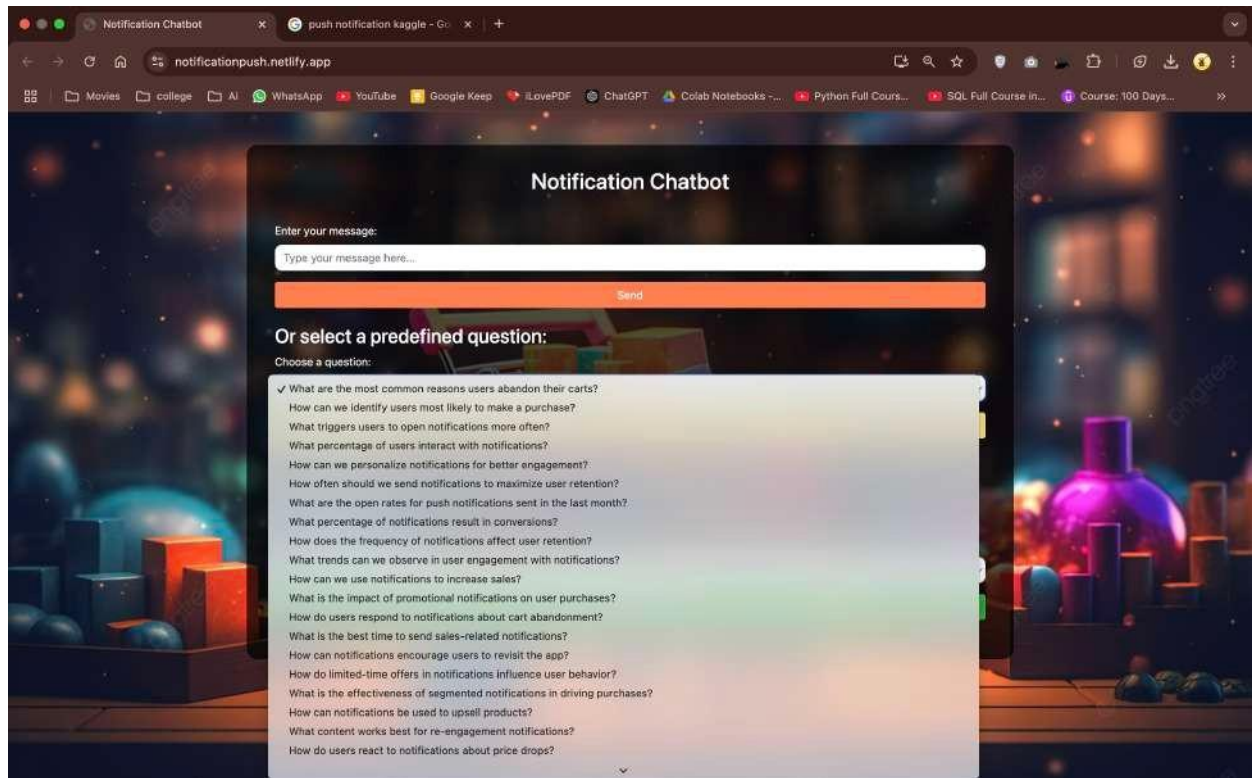 Notification Chatbot
push notification kaggle - Go
notificationpush.netlify.app
Movies
college
AI
WhatsApp
YouTube
Google Keep
iLovePDF
ChatGPT
Colab Notebooks -...
Python Full Cours...
SQL Full Course in...
Course: 100 Days...
Notification Chatbot
Enter your message:
Type your message here...
Send
Or select a predefined question:
Choose a question:
What are the most common reasons users abandon their carts?
How can we identify users most likely to make a purchase?
What triggers users to open notifications more often?
What percentage of users interact with notifications?
How can we personalize notifications for better engagement?
How often should we send notifications to maximize user retention?
What are the open rates for push notifications sent in the last month?
What percentage of notifications result in conversions?
How does the frequency of notifications affect user retention?
What trends can we observe in user engagement with notifications?
How can we use notifications to increase sales?
What is the impact of promotional notifications on user purchases?
How do users respond to notifications about cart abandonment?
What is the best time to send sales-related notifications?
How can notifications encourage users to revisit the app?
How do limited-time offers in notifications influence user behavior?
What is the effectiveness of segmented notifications in driving purchases?
How can notifications be used to upsell products?
What content works best for re-engagement notifications?
How do users react to notifications about price drops?
pngtree